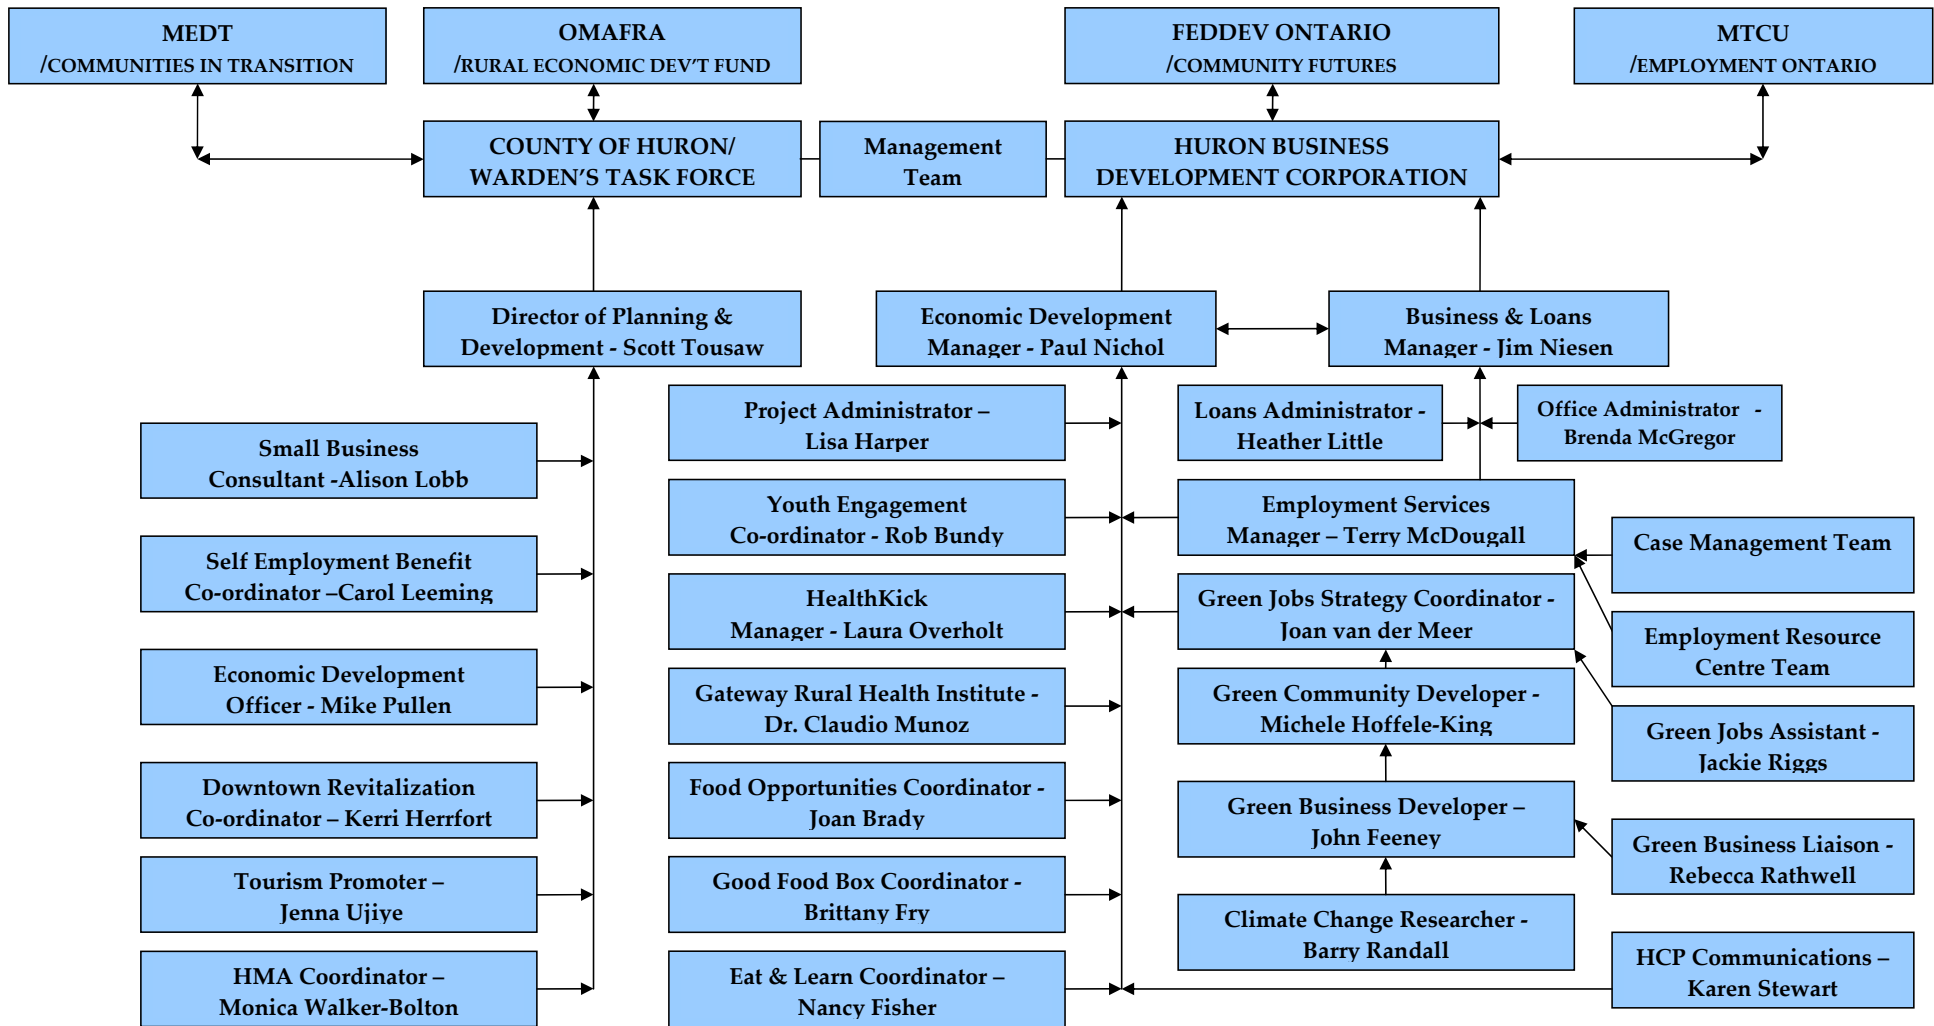 MEDT
/COMMUNITIES IN TRANSITION
OMAFRA
/RURAL ECONOMIC DEV'T FUND
FEDDEV ONTARIO
/COMMUNITY FUTURES
MTCU
/EMPLOYMENT ONTARIO
COUNTY OF HURON/
WARDEN'S TASK FORCE
Management
Team
HURON BUSINESS
DEVELOPMENT CORPORATION
Director of Planning &
Development - Scott Tousaw
Economic Development
Manager - Paul Nichol
Business & Loans
Manager - Jim Niesen
Small Business
Consultant -Alison Lobb
Self Employment Benefit
Co-ordinator –Carol Leeming
Economic Development
Officer - Mike Pullen
Downtown Revitalization
Co-ordinator – Kerri Herrfort
Tourism Promoter –
Jenna Ujiye
HMA Coordinator –
Monica Walker-Bolton
Project Administrator –
Lisa Harper
Youth Engagement
Co-ordinator - Rob Bundy
HealthKick
Manager - Laura Overholt
Gateway Rural Health Institute -
Dr. Claudio Munoz
Food Opportunities Coordinator -
Joan Brady
Good Food Box Coordinator -
Brittany Fry
Eat & Learn Coordinator –
Nancy Fisher
Loans Administrator -
Heather Little
Office Administrator -
Brenda McGregor
Employment Services
Manager – Terry McDougall
Green Jobs Strategy Coordinator -
Joan van der Meer
Green Community Developer -
Michele Hoffele-King
Green Business Developer –
John Feeney
Climate Change Researcher -
Barry Randall
Case Management Team
Employment Resource
Centre Team
Green Jobs Assistant -
Jackie Riggs
Green Business Liaison -
Rebecca Rathwell
HCP Communications –
Karen Stewart